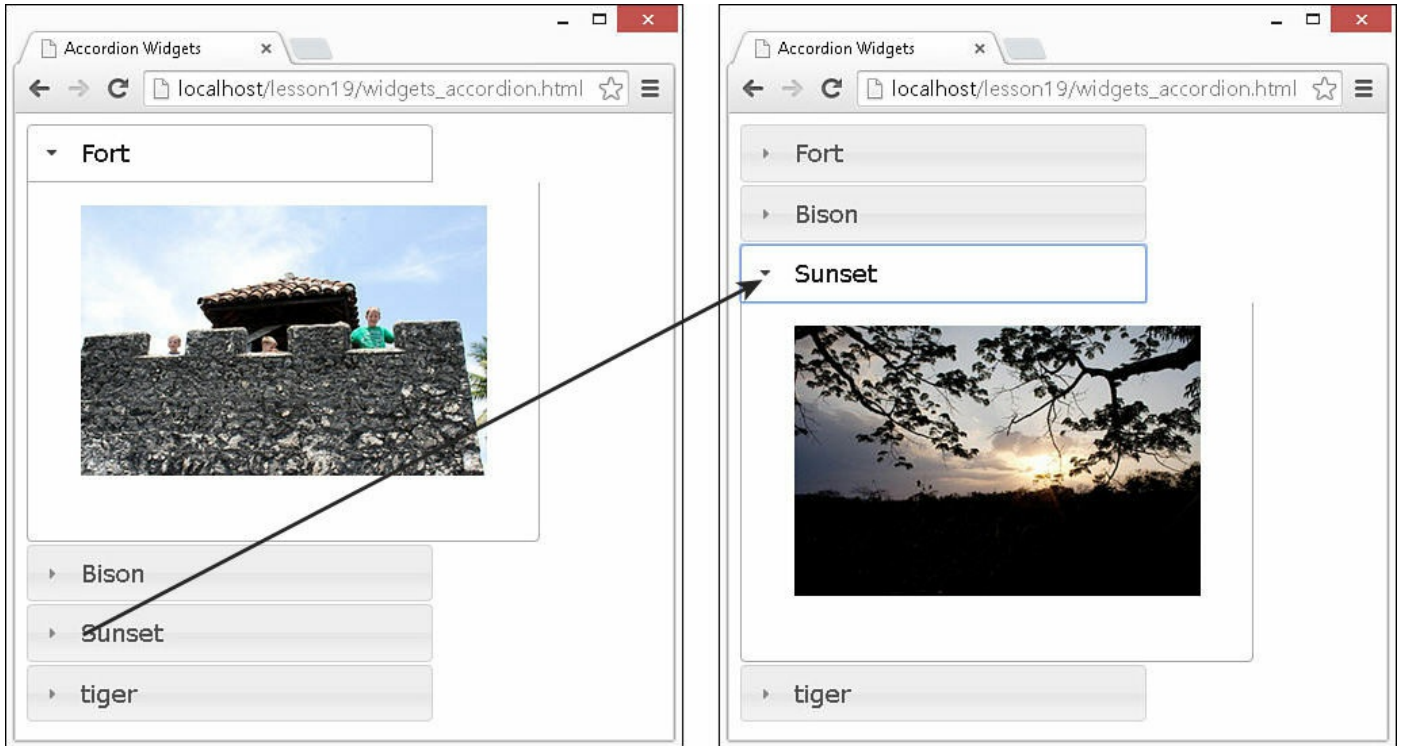 Accordion Widgets
localhost/lesson19/widgets_accordion.html
Fort
Bison
Sunset
tiger
Accordion Widgets
localhost/lesson19/widgets_accordion.html
Fort
Bison
Sunset
tiger